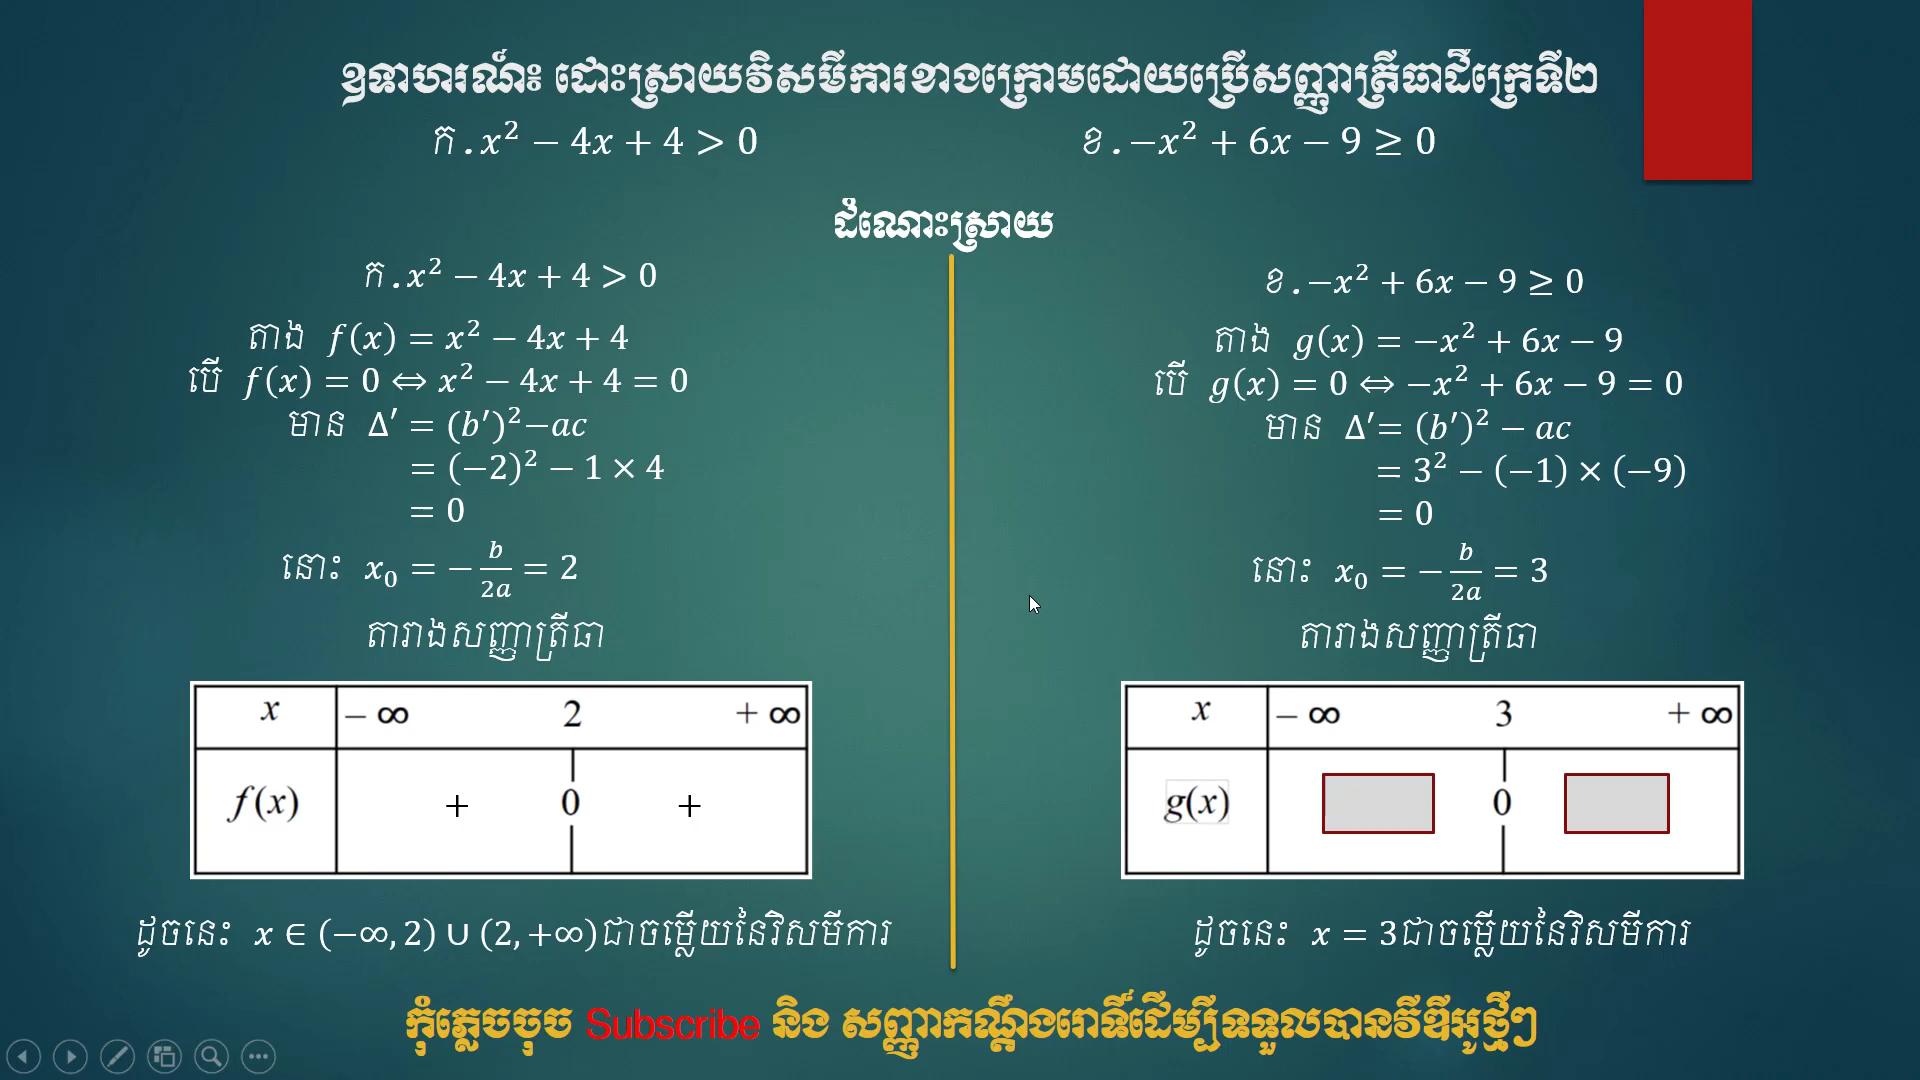 ឧទាហរណ៍៖ ដោះស្រាយវិសមីការខាងក្រោមដោយប្រើសញ្ញាត្រីធាដឺក្រេទី២
ក. x² − 4x + 4 > 0
ខ. −x² + 6x − 9 ≥ 0
ដំណោះស្រាយ
ក. x² − 4x + 4 > 0
តាង f(x) = x² − 4x + 4
បើ f(x) = 0 ⇔ x² − 4x + 4 = 0
មាន Δ′ = (b′)²−ac
= (−2)² − 1 × 4
= 0
នោះ x₀ = −b/2a = 2
តារាងសញ្ញាត្រីធា
x − ∞ 2 + ∞
f(x) + 0 +
ដូចនេះ x ∈ (−∞, 2) ∪ (2, +∞)ជាចម្លើយនៃវិសមីការ
ខ. −x² + 6x − 9 ≥ 0
តាង g(x) = −x² + 6x − 9
បើ g(x) = 0 ⇔ −x² + 6x − 9 = 0
មាន Δ′= (b′)² − ac
= 3² − (−1) × (−9)
= 0
នោះ x₀ = −b/2a = 3
តារាងសញ្ញាត្រីធា
x − ∞ 3 + ∞
g(x) 0
ដូចនេះ x = 3ជាចម្លើយនៃវិសមីការ
កុំភ្លេចចុច Subscribe និង សញ្ញាកណ្ដឹងរោទ៍ដើម្បីទទួលបានវីឌីអូថ្មីៗ